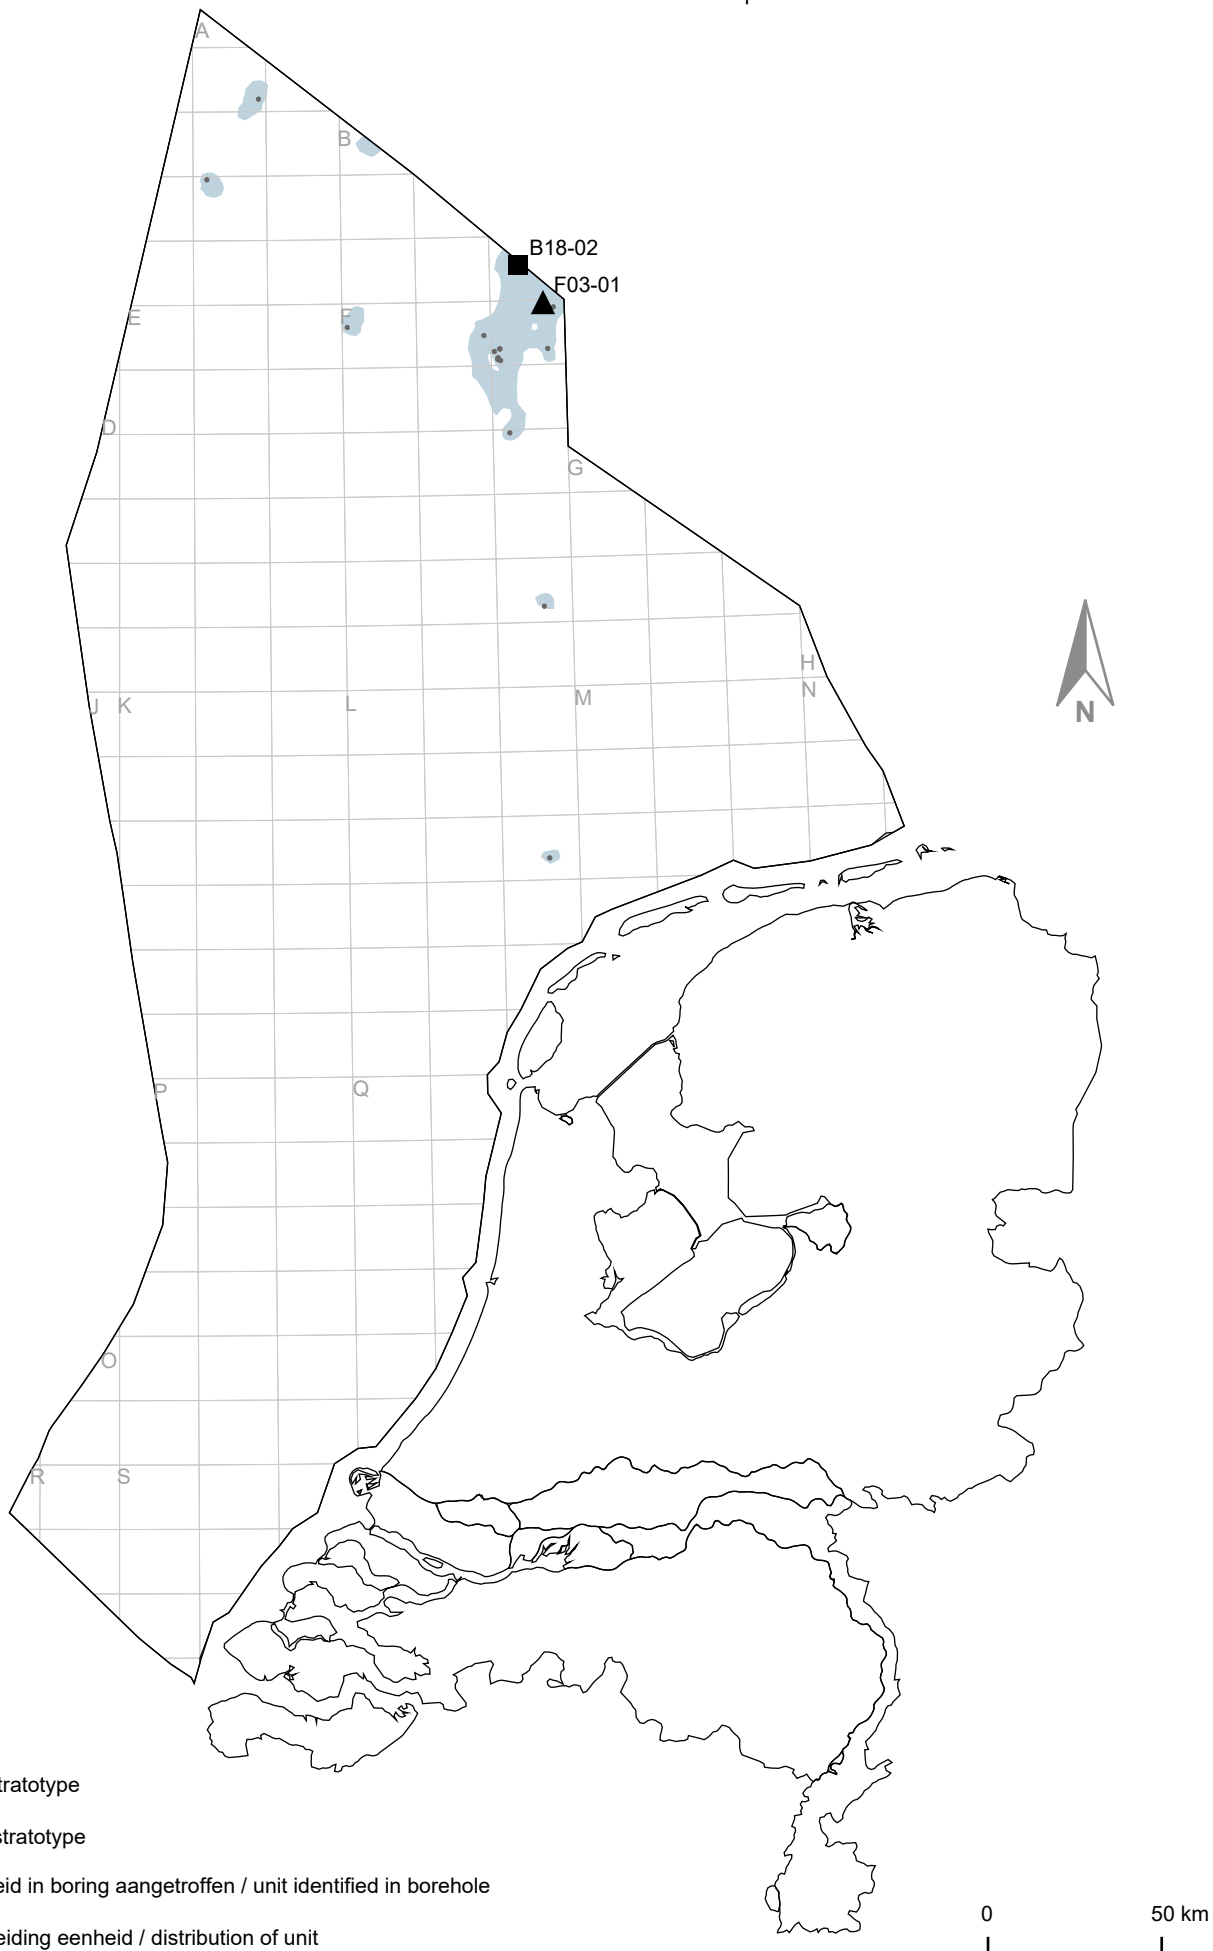 A
B
B18-02
F03-01
E
F
D
G
H
N
J K
L
M
N
P
Q
O
R
S
tratotype
stratotype
eid in boring aangetroffen / unit identified in borehole
eiding eenheid / distribution of unit
0
50 km